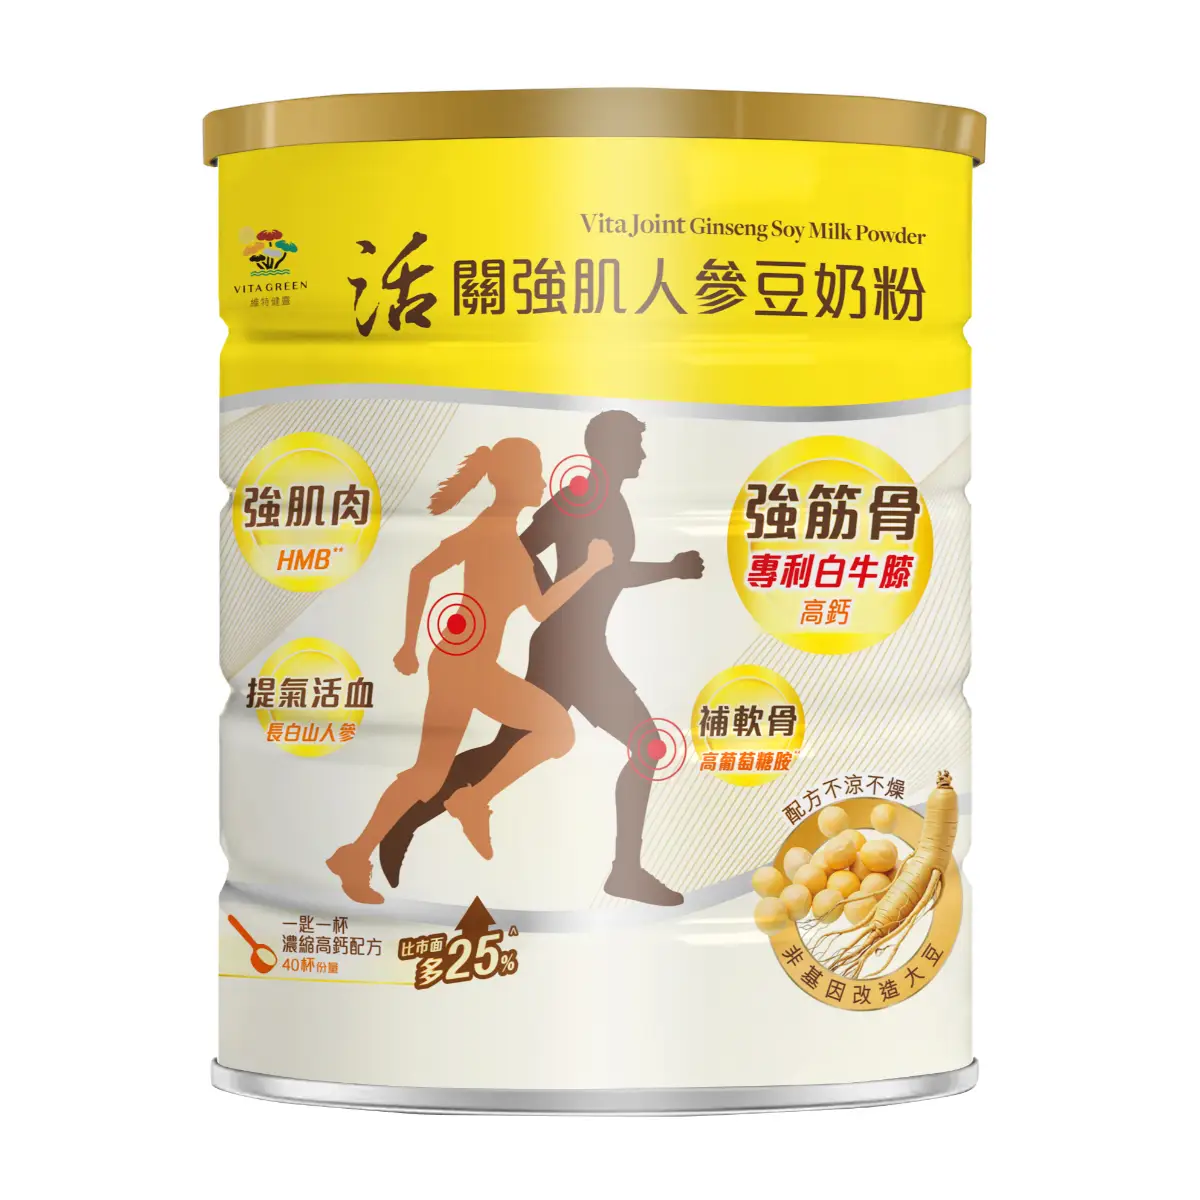 Vita Joint Ginseng Soy Milk Powder
VITAGREEN
維特健靈
活關強肌人參豆奶粉
強肌肉
HMB**
強筋骨
專利白牛膝
高鈣
提氣活血
長白山人參
補軟骨
高葡萄糖胺**
配方不涼不燥
非基因改造大豆
一匙一杯
濃縮高鈣配方
40杯份量
比市面
多25%^